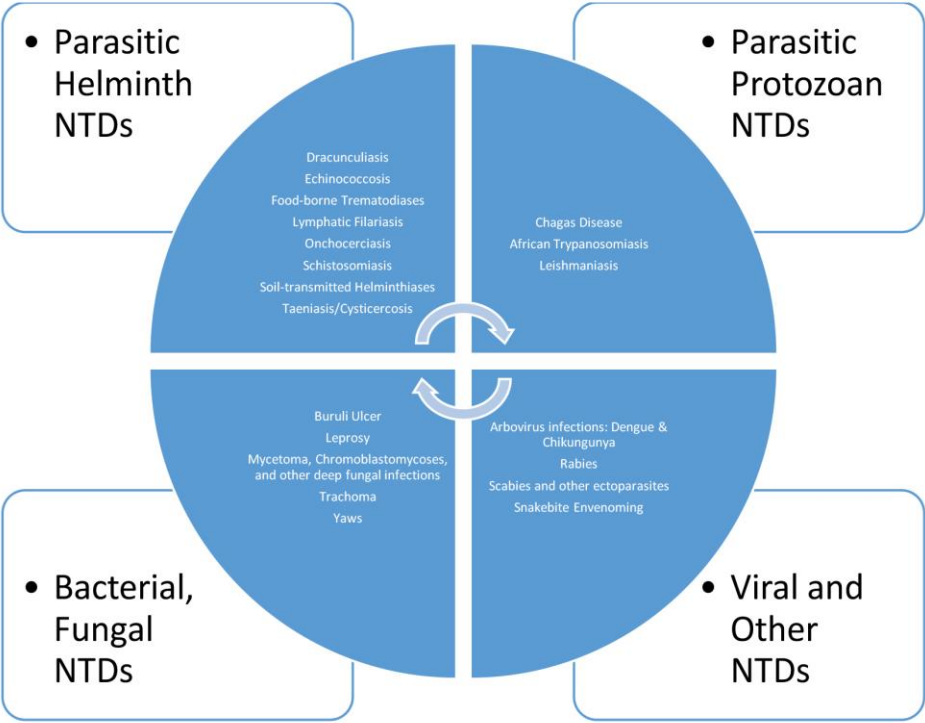 • Parasitic
Helminth
NTDs
• Parasitic
Protozoan
NTDs
Dracunculiasis
Echinococcosis
Food-borne Trematodiases
Lymphatic Filariasis
Onchocerciasis
Schistosomiasis
Soil-transmitted Helminthiases
Taeniasis/Cysticercosis
Chagas Disease
African Trypanosomiasis
Leishmaniasis
Buruli Ulcer
Leprosy
Mycetoma, Chromoblastomycoses,
and other deep fungal infections
Trachoma
Yaws
Arbovirus infections: Dengue &
Chikungunya
Rabies
Scabies and other ectoparasites
Snakebite Envenoming
• Bacterial,
Fungal
NTDs
• Viral and
Other
NTDs